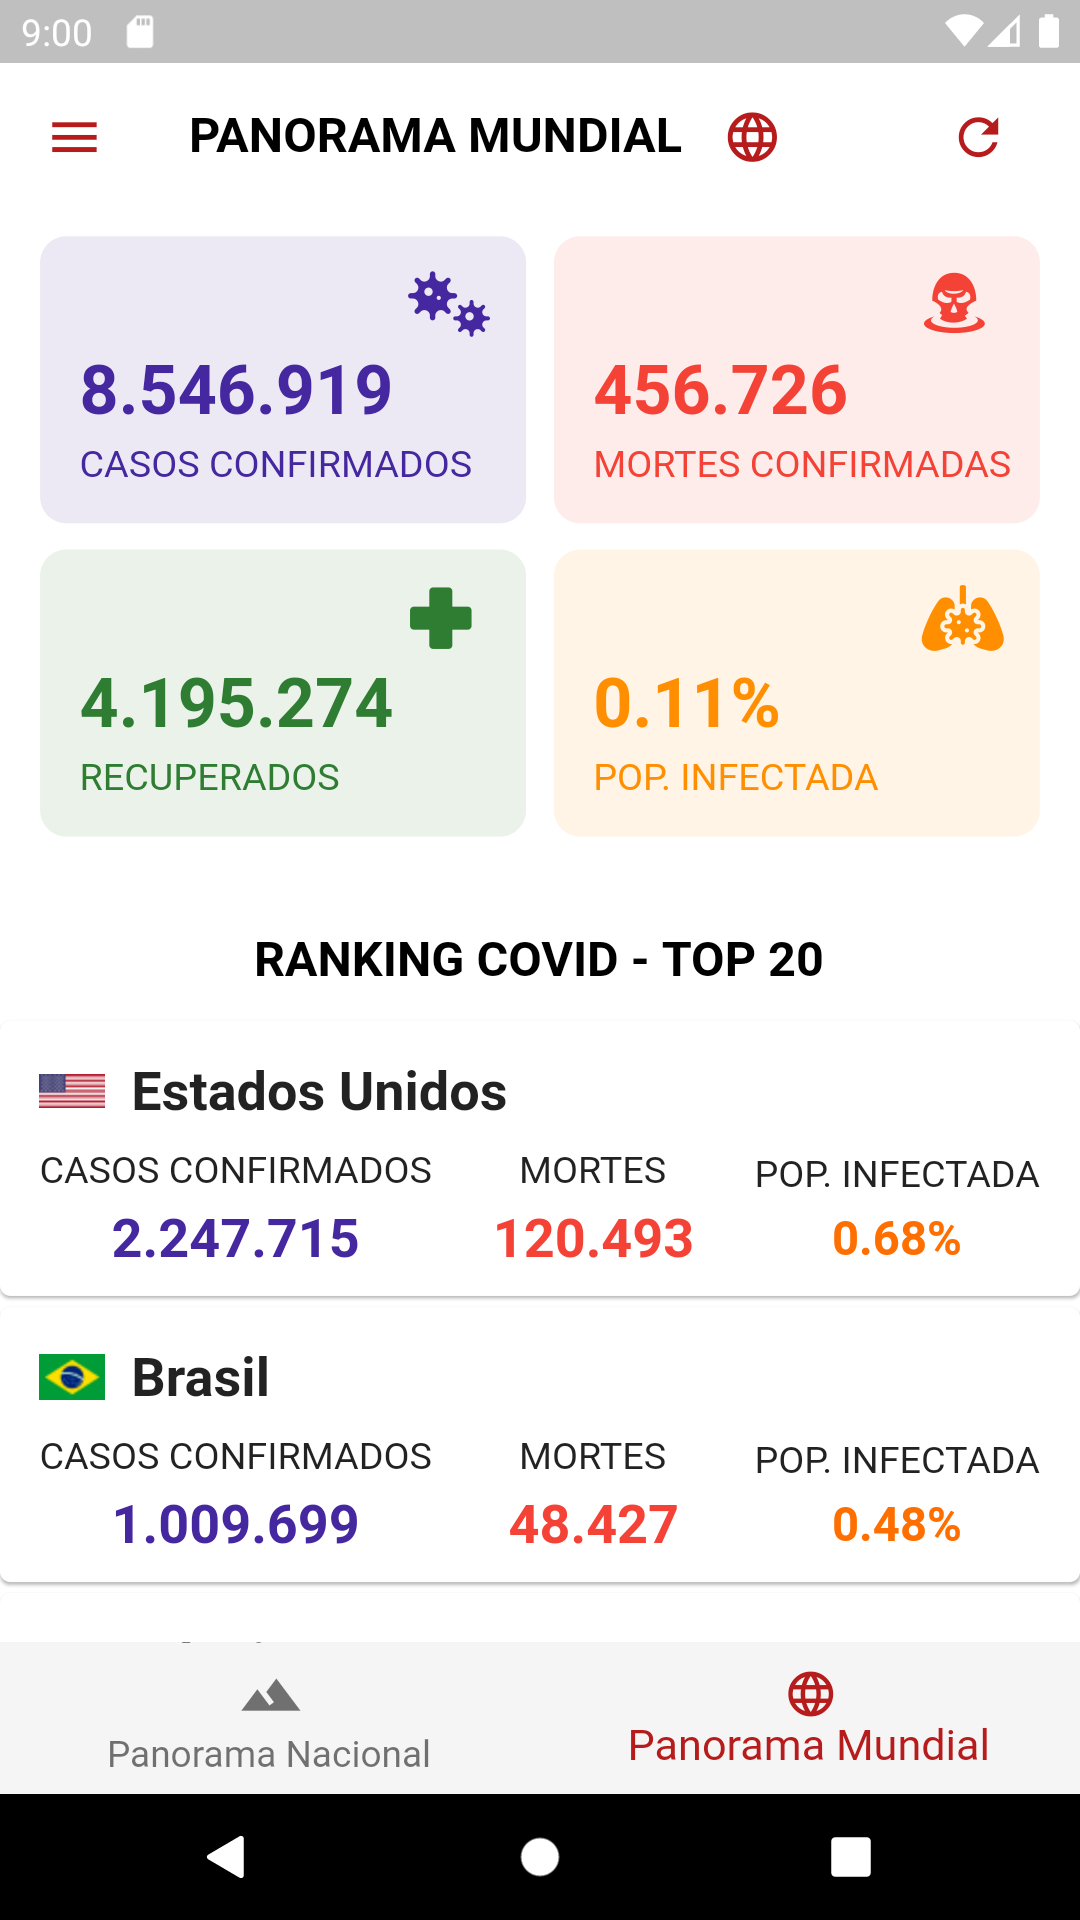 9:00
PANORAMA MUNDIAL
8.546.919
CASOS CONFIRMADOS
456.726
MORTES CONFIRMADAS
4.195.274
RECUPERADOS
0.11%
POP. INFECTADA
RANKING COVID - TOP 20
Estados Unidos
CASOS CONFIRMADOS MORTES POP. INFECTADA
2.247.715 120.493 0.68%
Brasil
CASOS CONFIRMADOS MORTES POP. INFECTADA
1.009.699 48.427 0.48%
Panorama Nacional
Panorama Mundial